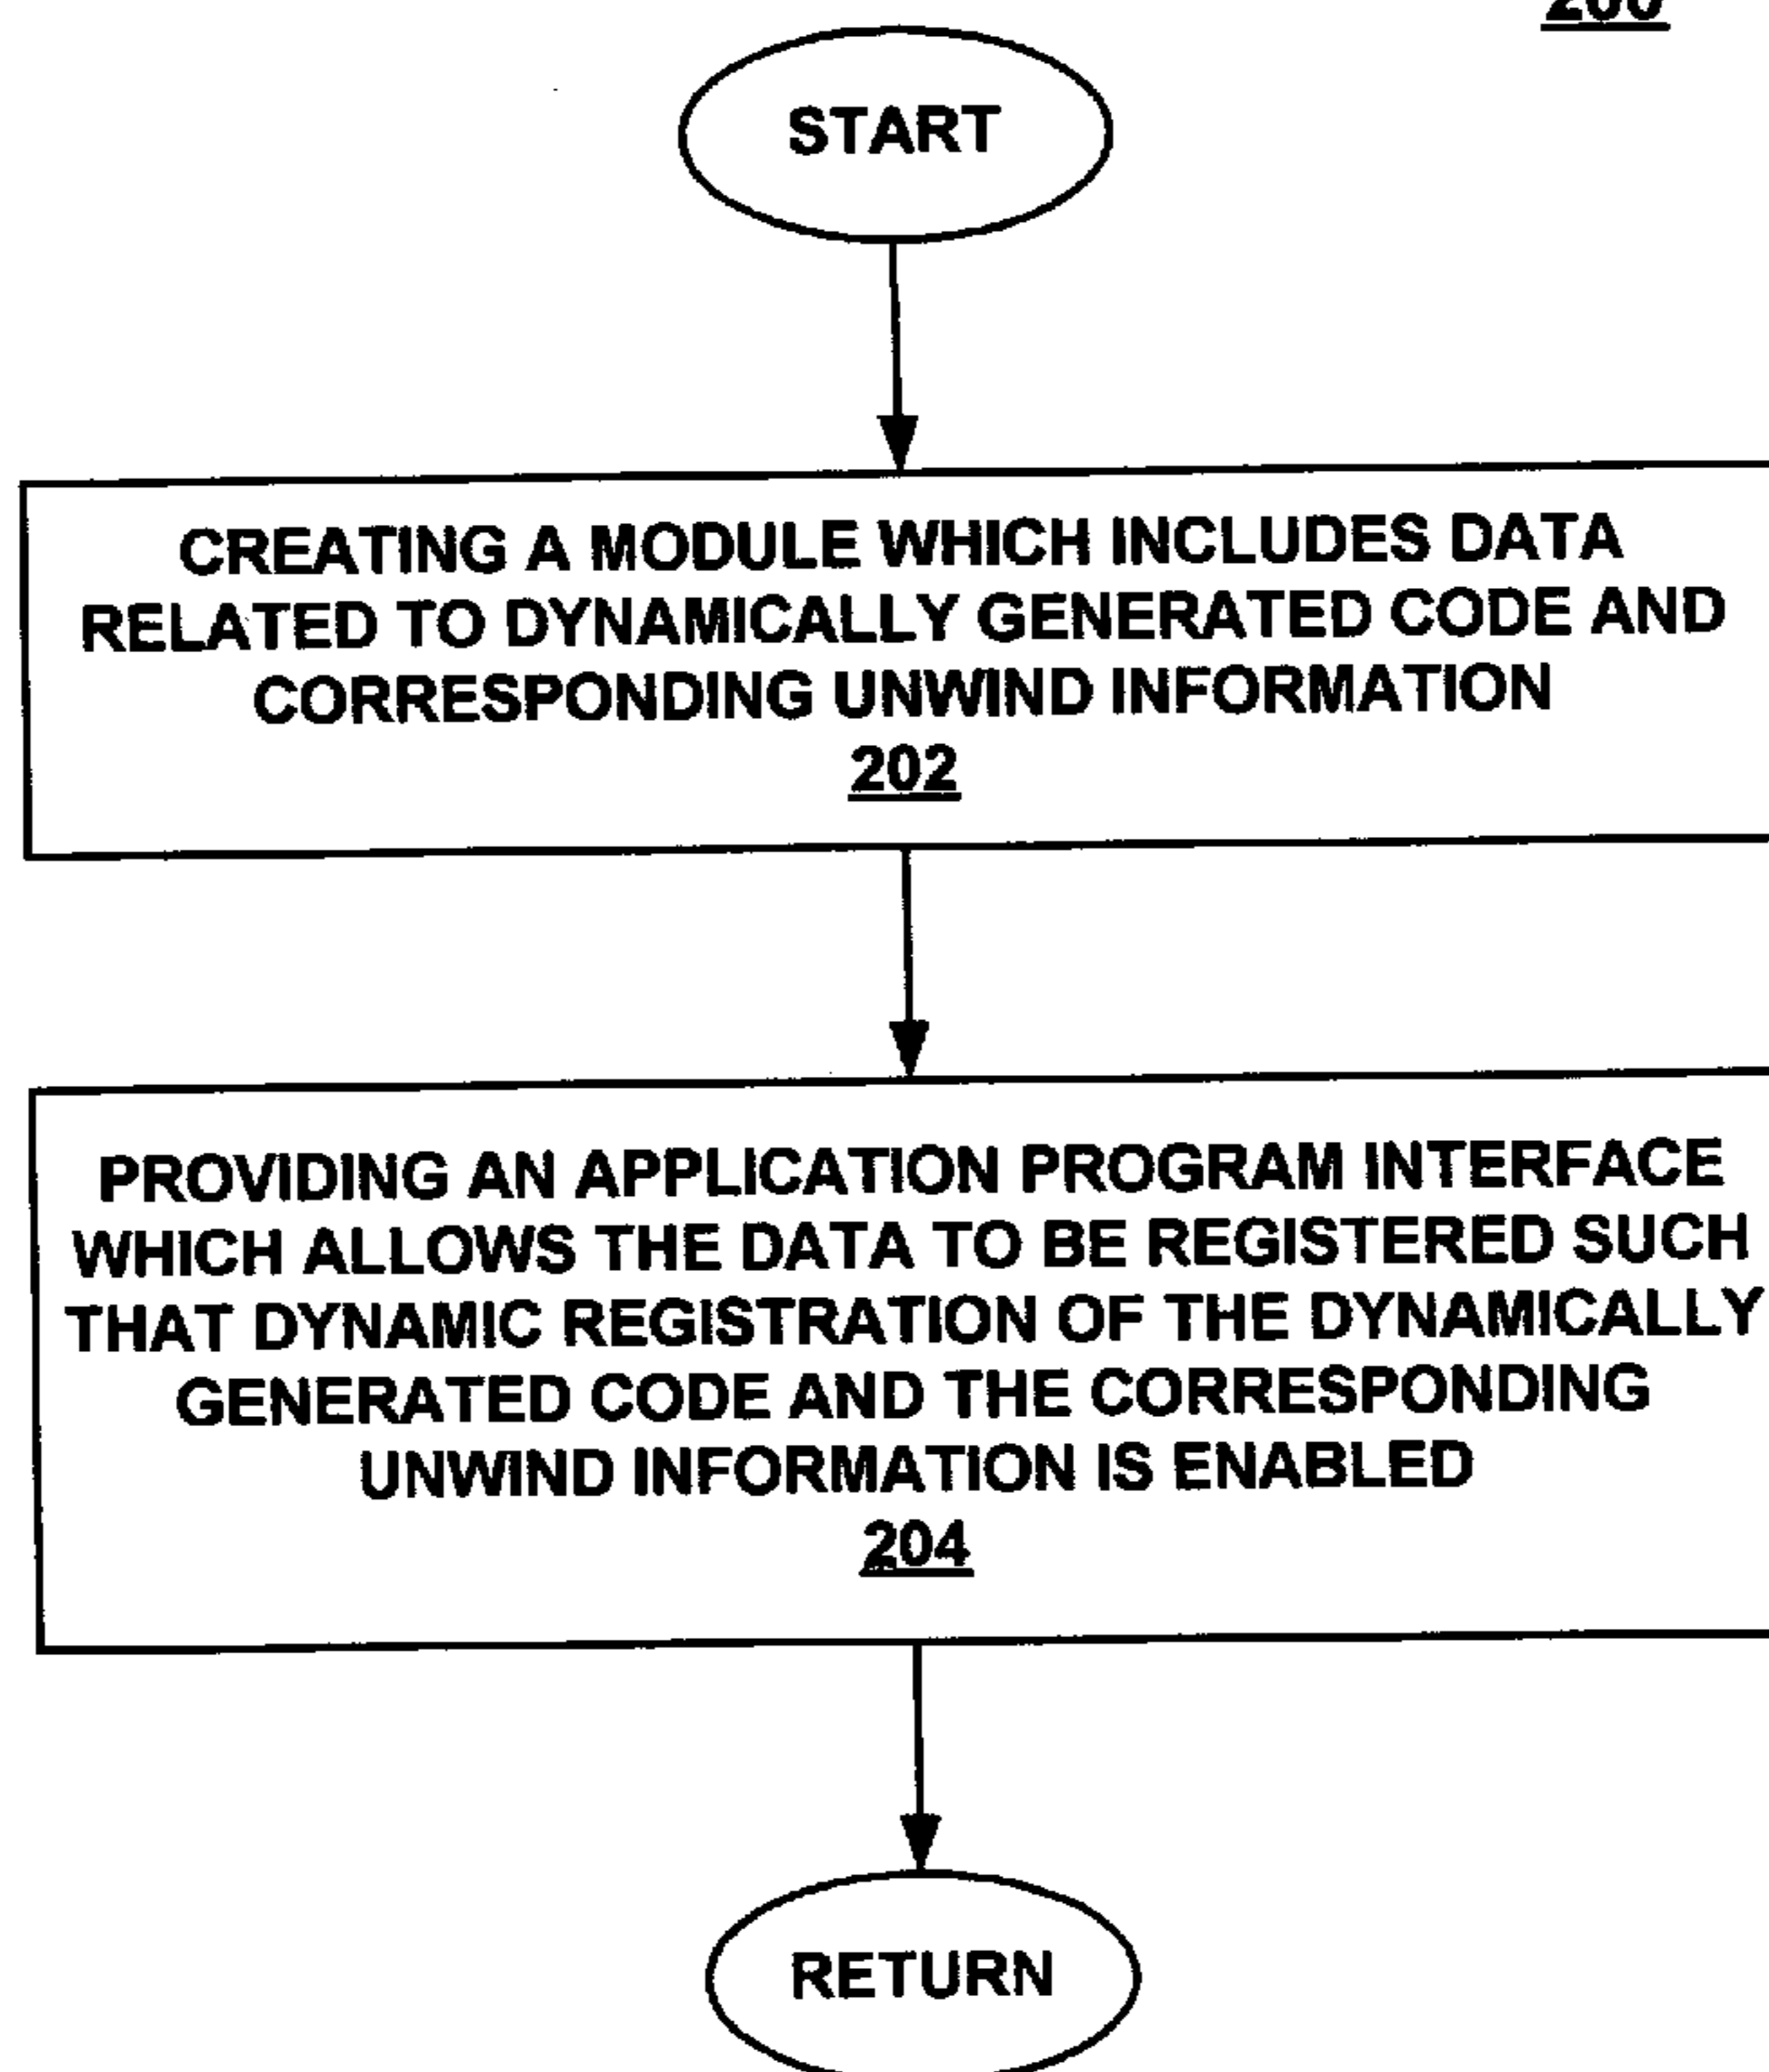 200
START
CREATING A MODULE WHICH INCLUDES DATA
RELATED TO DYNAMICALLY GENERATED CODE AND
CORRESPONDING UNWIND INFORMATION
202
PROVIDING AN APPLICATION PROGRAM INTERFACE
WHICH ALLOWS THE DATA TO BE REGISTERED SUCH
THAT DYNAMIC REGISTRATION OF THE DYNAMICALLY
GENERATED CODE AND THE CORRESPONDING
UNWIND INFORMATION IS ENABLED
204
RETURN